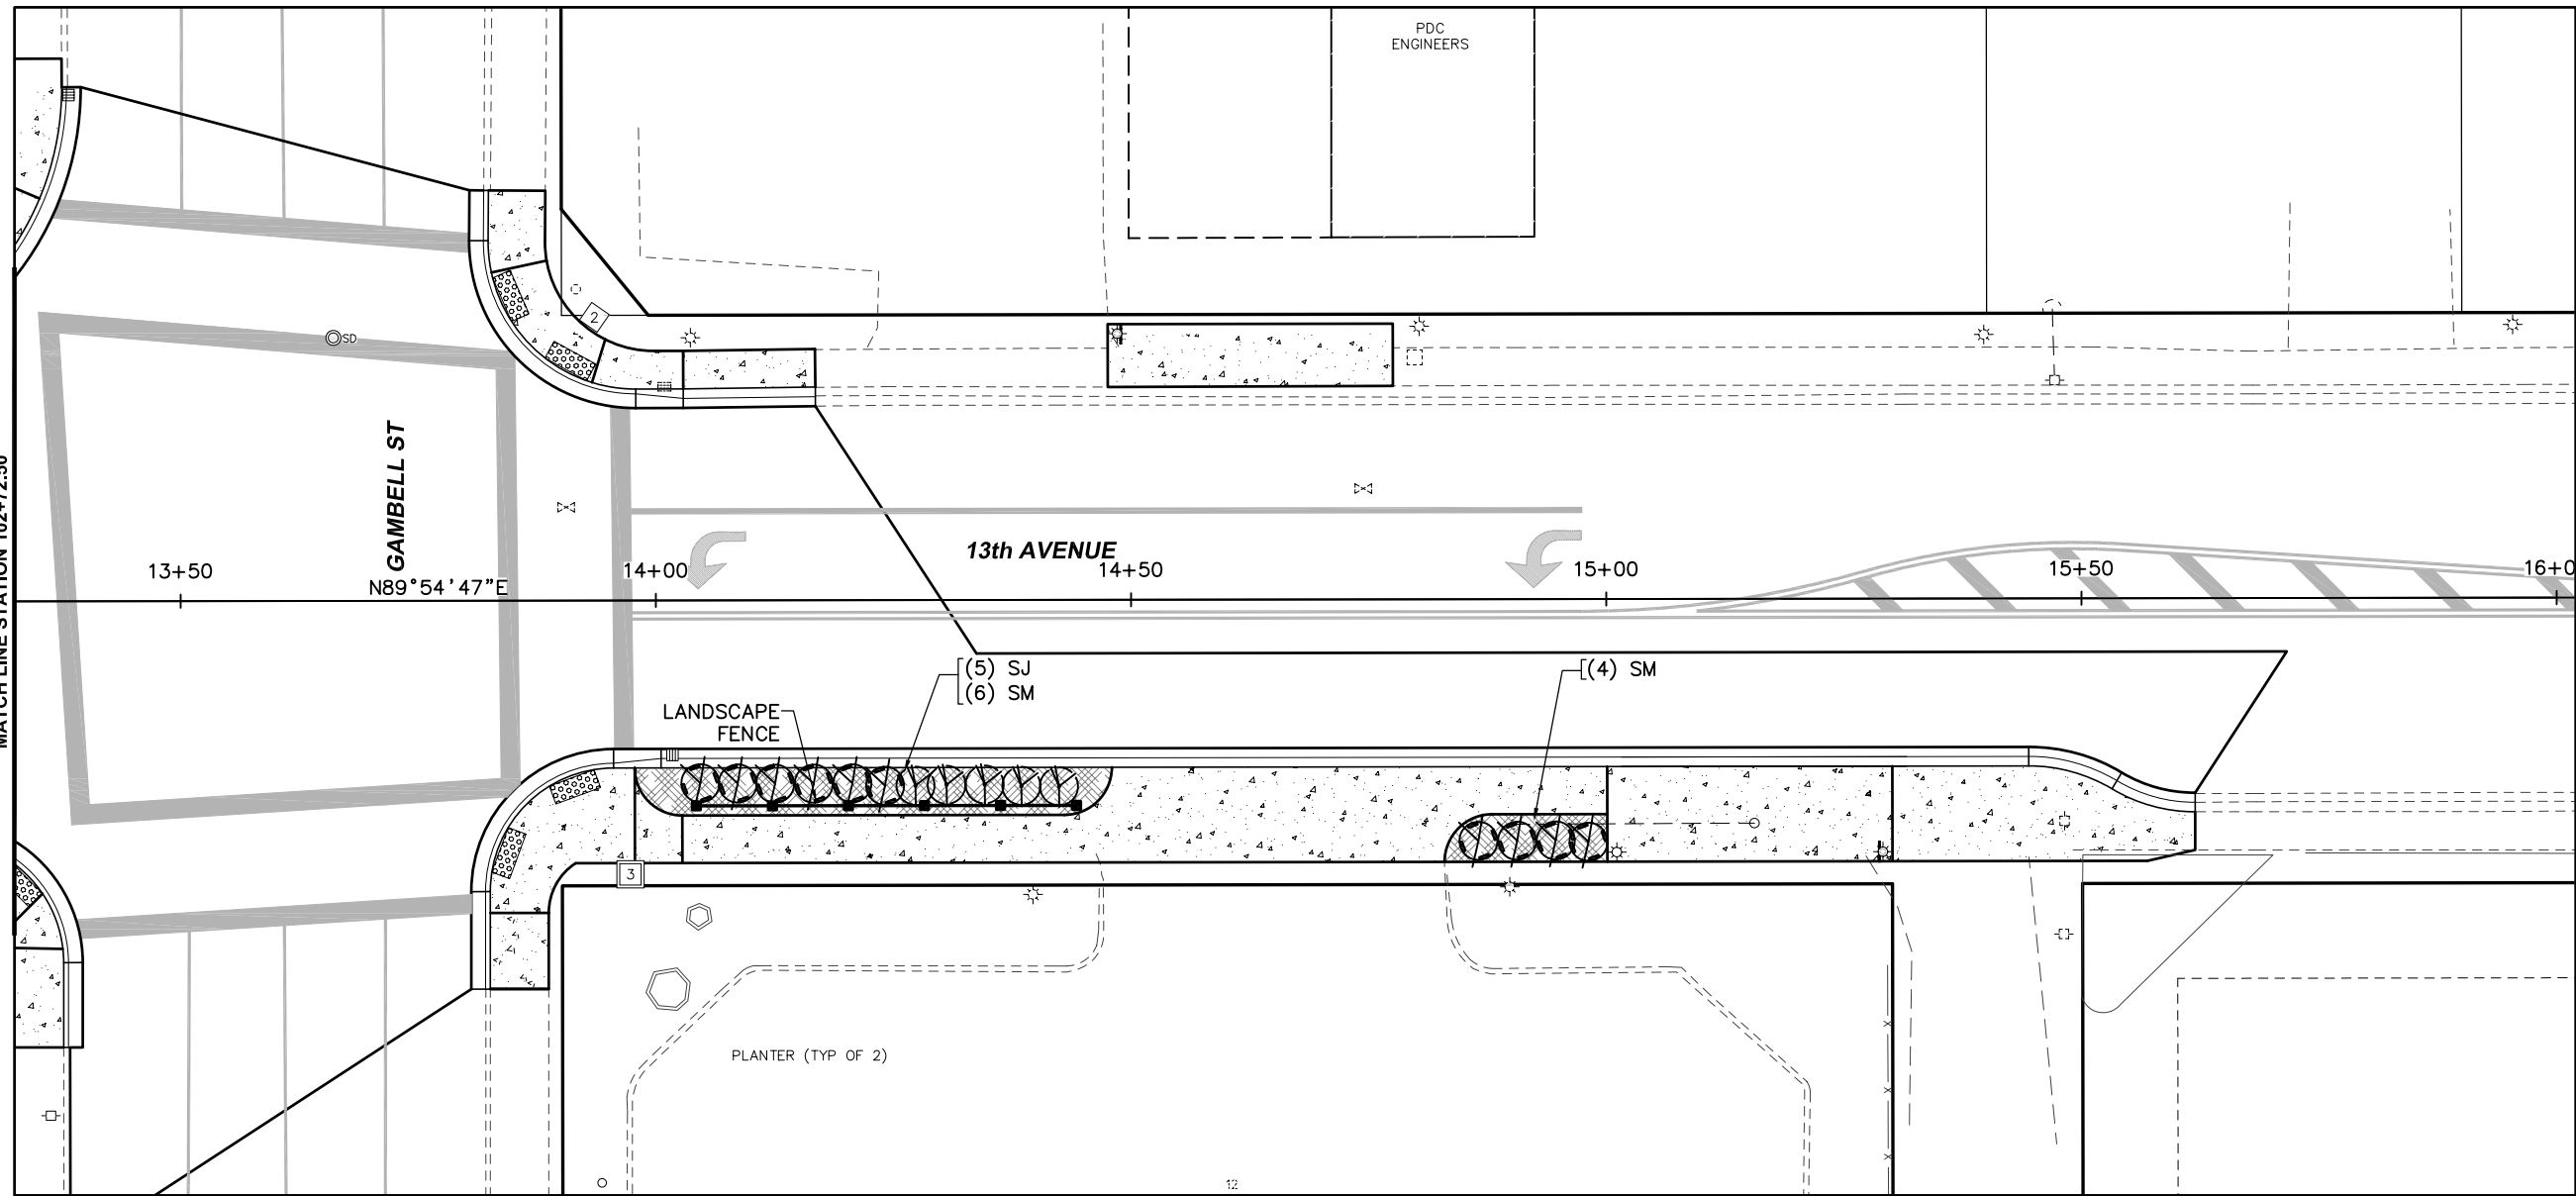 PDC
ENGINEERS
2
SD
GAMBELL ST
13th AVENUE
13+50
14+00
14+50
15+00
15+50
16+0
N89°54'47"E
(5) SJ
(6) SM
(4) SM
LANDSCAPE
FENCE
3
PLANTER (TYP OF 2)
12